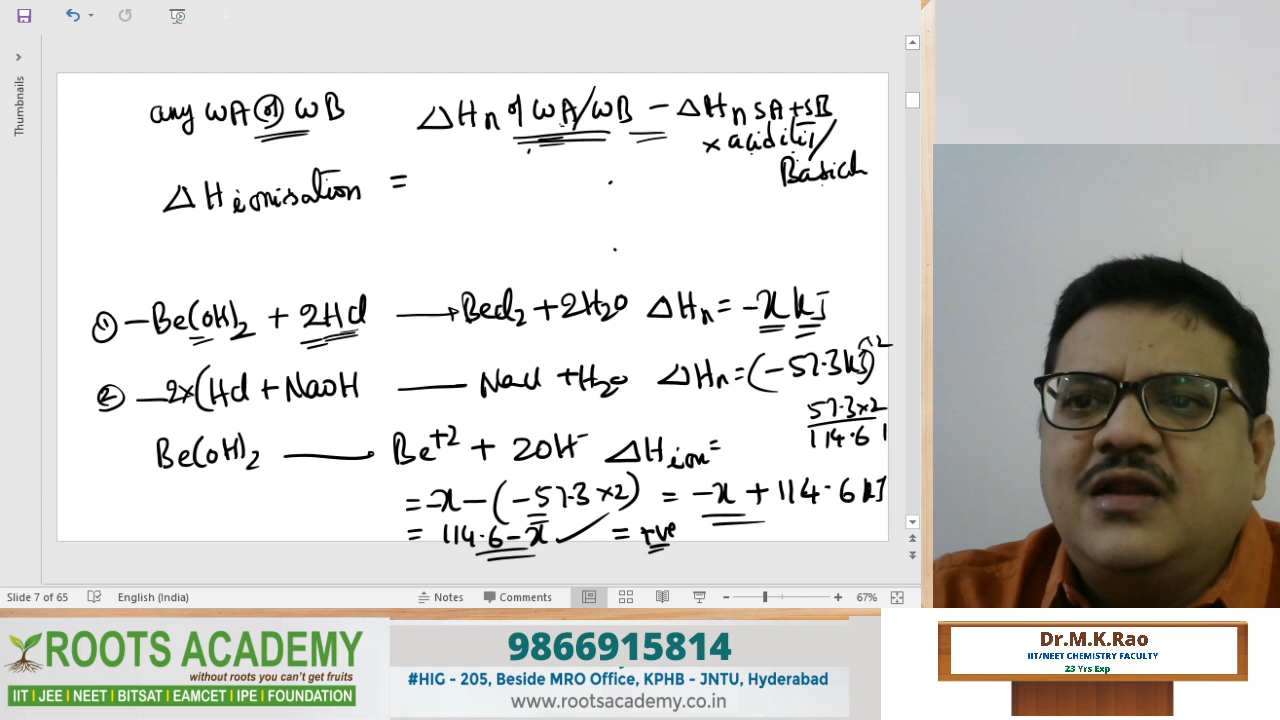 Thumbnails
any WA or WB
ΔHn of WA/WB - ΔHn SA+SB
× acidity/
ΔH ionisation =
① - Be(OH)2 + 2HCl → BeCl2 + 2H2O ΔHn = -x kJ
② - 2×(HCl + NaOH — NaCl + H2O ΔHn = (-57.3 kJ)×2
57.3×2
114.6
Be(OH)2 → Be+2 + 2OH- ΔH ion =
= -x - (-57.3 ×2) = -x + 114.6 kJ
= 114.6 - x ✓ = +ve
Slide 7 of 65
English (India)
Notes
Comments
67%
ROOTS ACADEMY
without roots you can't get fruits
IIT I JEE I NEET I BITSAT I EAMCET I IPE I FOUNDATION
9866915814
#HIG - 205, Beside MRO Office, KPHB - JNTU, Hyderabad
www.rootsacademy.co.in
Dr.M.K.Rao
IIT/NEET CHEMISTRY FACULTY
23 Yrs Exp